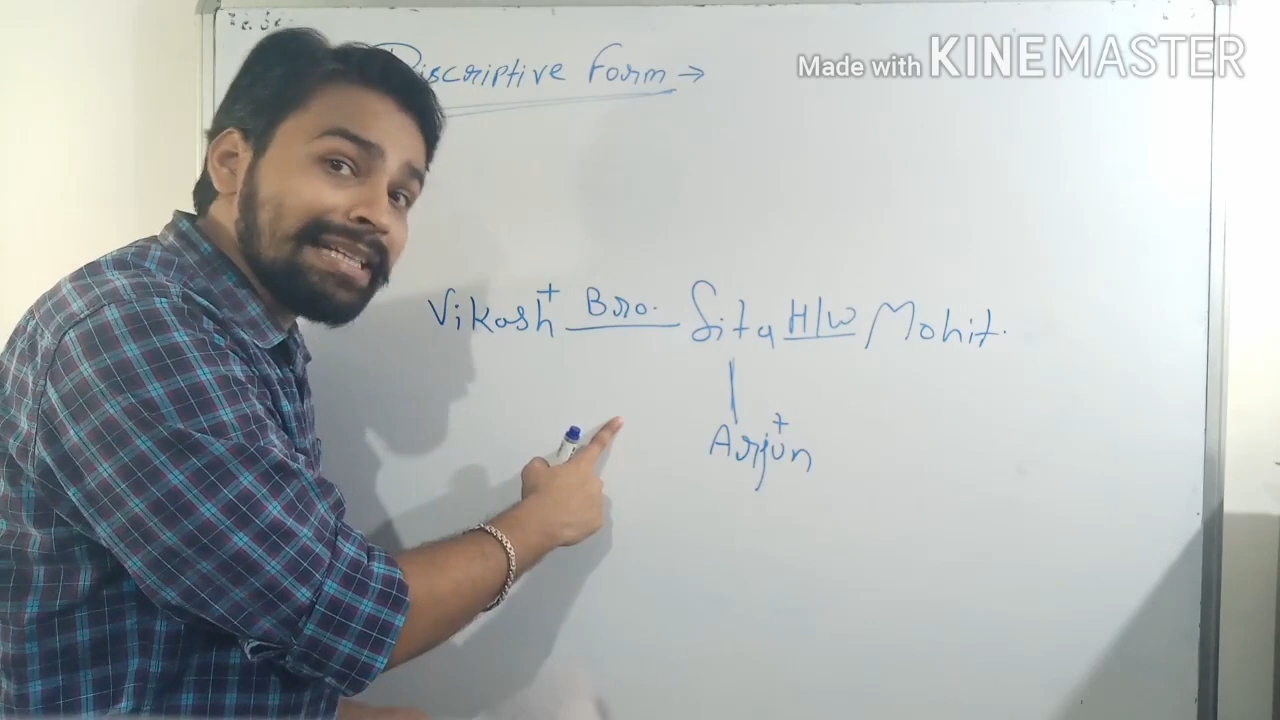 Discriptive Form →
Made with KINEMASTER
Vikash + Bro. Sita H/W Mohit.
Arjun +